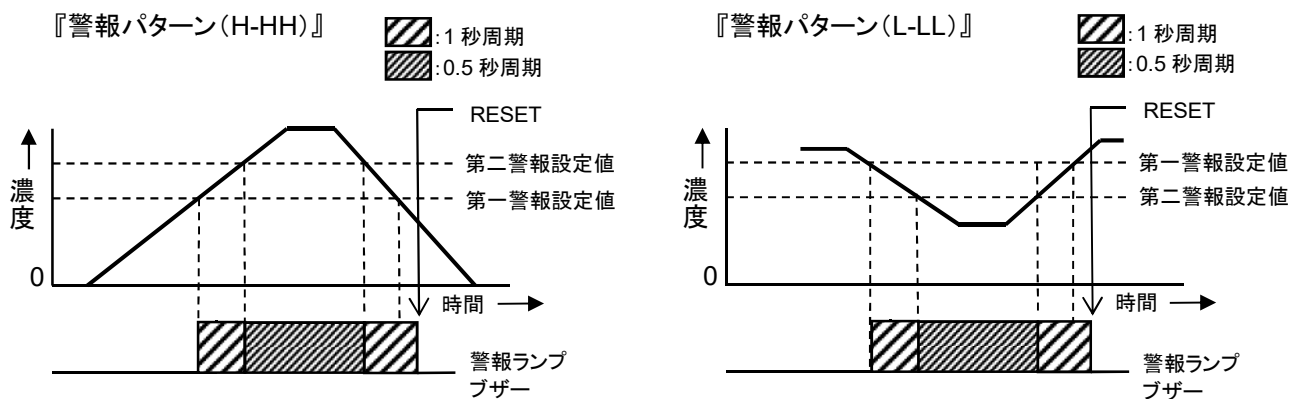 『警報パターン（H-HH）』
:1 秒周期
:0.5 秒周期
RESET
第二警報設定値
第一警報設定値
濃度
0
時間
警報ランプ
ブザー
『警報パターン（L-LL）』
:1 秒周期
:0.5 秒周期
RESET
第一警報設定値
第二警報設定値
濃度
0
時間
警報ランプ
ブザー